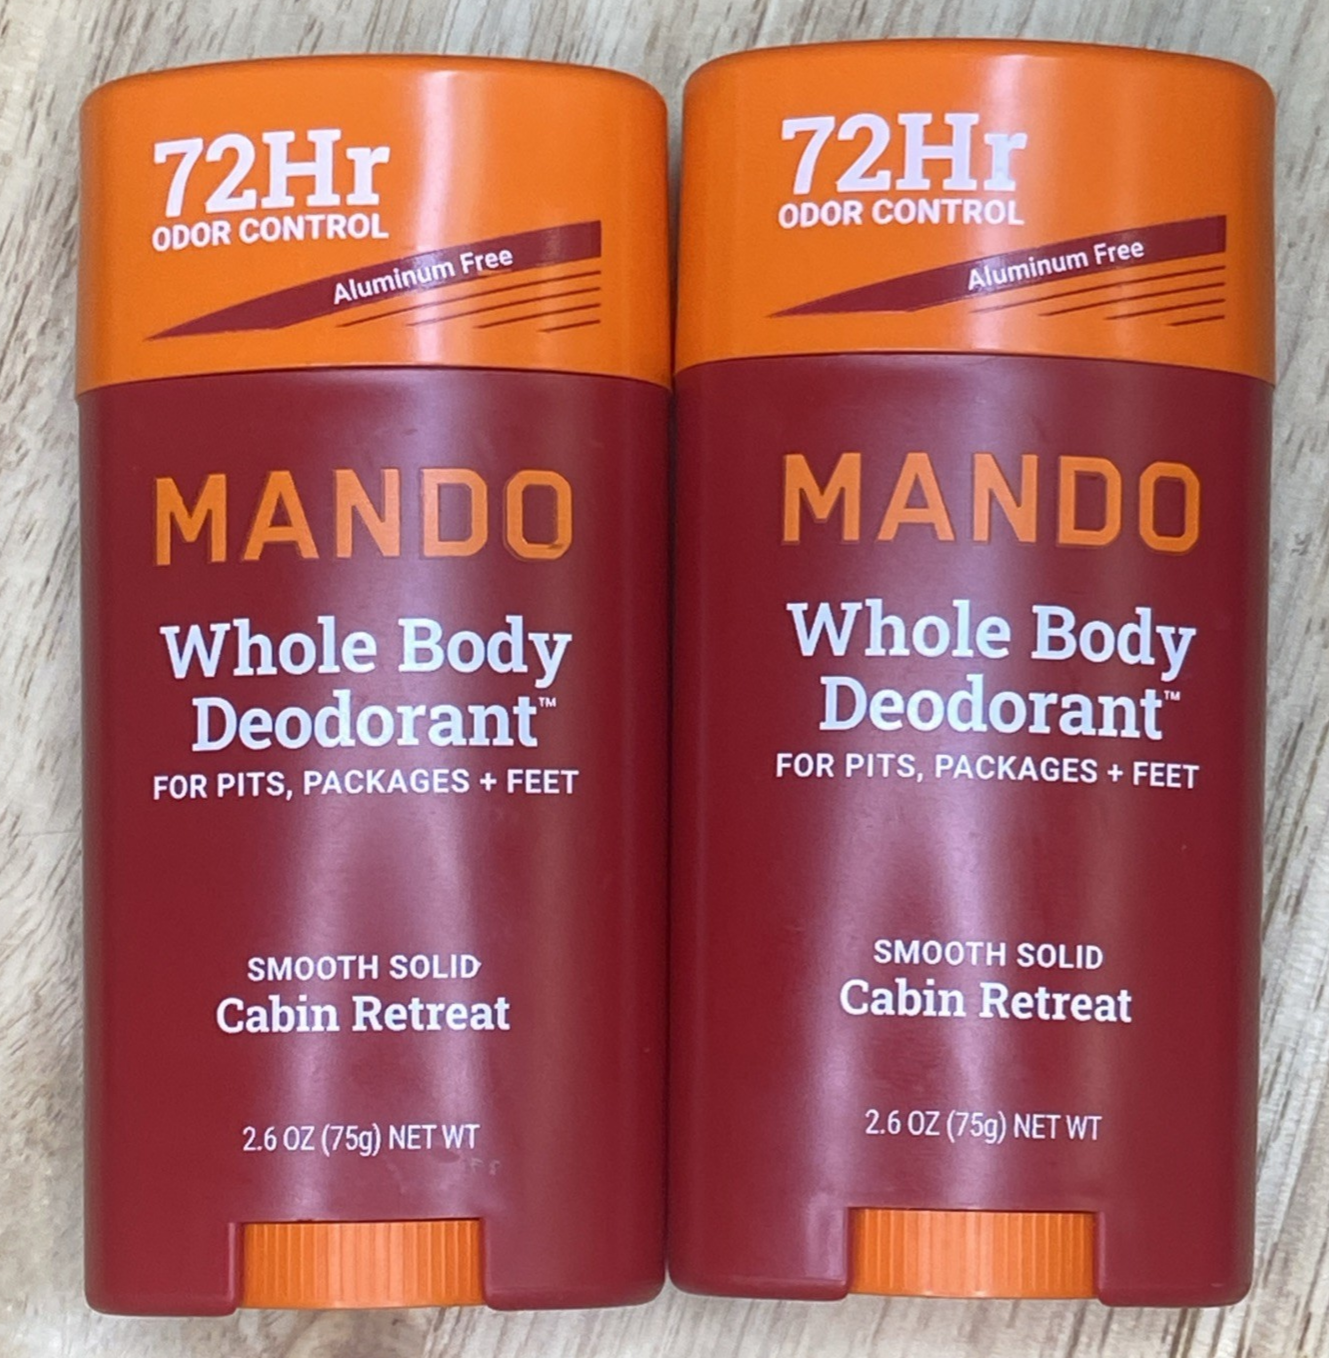 72Hr
ODOR CONTROL
Aluminum Free
MANDO
Whole Body
Deodorant™
FOR PITS, PACKAGES + FEET
SMOOTH SOLID
Cabin Retreat
2.6 OZ (75g) NET WT
72Hr
ODOR CONTROL
Aluminum Free
MANDO
Whole Body
Deodorant™
FOR PITS, PACKAGES + FEET
SMOOTH SOLID
Cabin Retreat
2.6 OZ (75g) NET WT